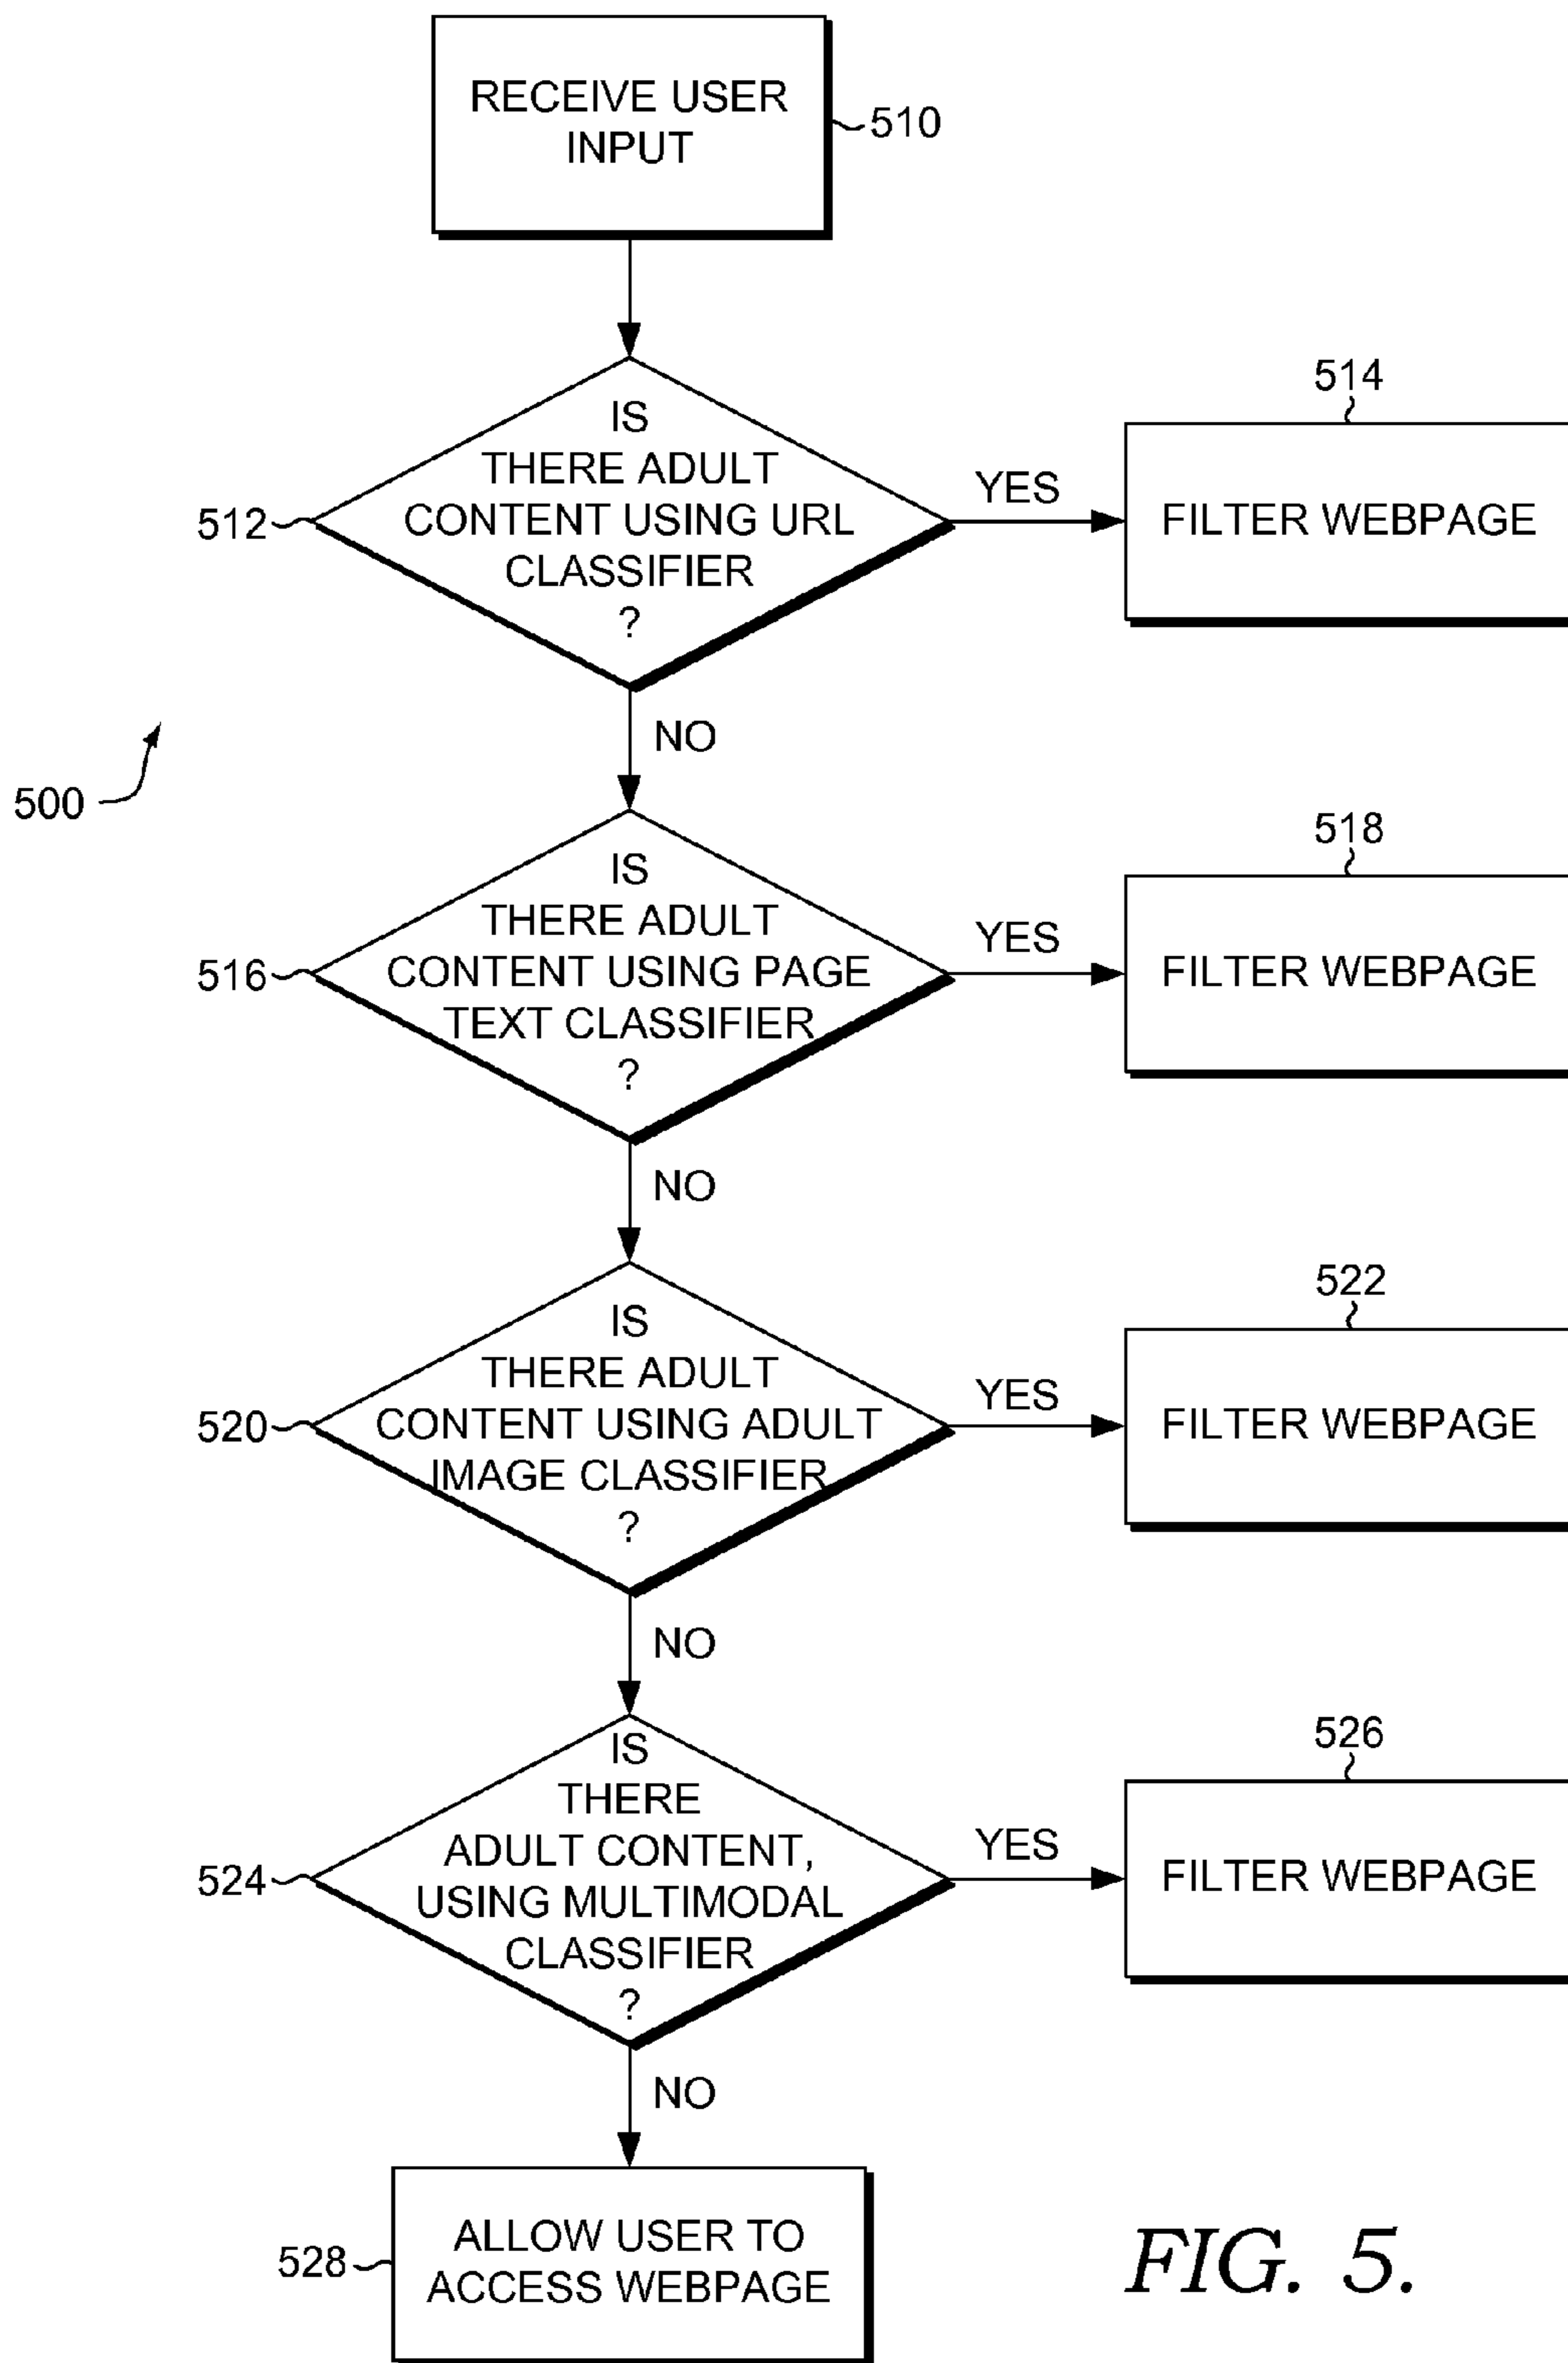 RECEIVE USER
INPUT
510
IS
THERE ADULT
CONTENT USING URL
CLASSIFIER
?
512
YES
514
FILTER WEBPAGE
NO
500
IS
THERE ADULT
CONTENT USING PAGE
TEXT CLASSIFIER
?
516
YES
518
FILTER WEBPAGE
NO
IS
THERE ADULT
CONTENT USING ADULT
IMAGE CLASSIFIER
?
520
YES
522
FILTER WEBPAGE
NO
IS
THERE
ADULT CONTENT,
USING MULTIMODAL
CLASSIFIER
?
524
YES
526
FILTER WEBPAGE
NO
ALLOW USER TO
ACCESS WEBPAGE
528
FIG. 5.